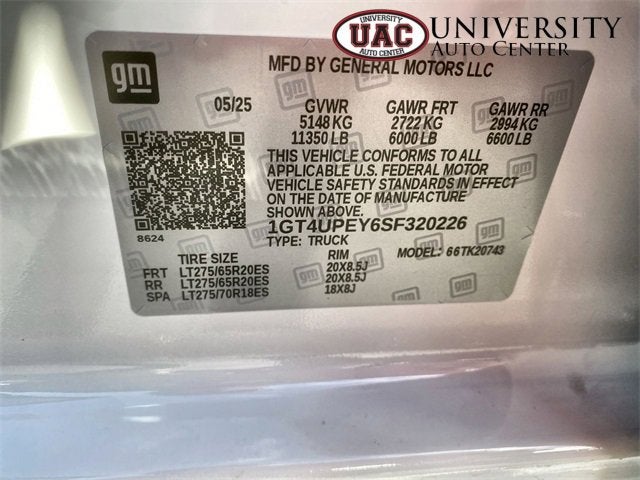 UNIVERSITY
UAC
AUTO CENTER
UNIVERSITY
AUTO CENTER
gm
MFD BY GENERAL MOTORS LLC
05/25 GVWR GAWR FRT GAWR RR
5148 KG 2722 KG 2994 KG
11350 LB 6000 LB 6600 LB
THIS VEHICLE CONFORMS TO ALL
APPLICABLE U.S. FEDERAL MOTOR
VEHICLE SAFETY STANDARDS IN EFFECT
ON THE DATE OF MANUFACTURE
SHOWN ABOVE.
1GT4UPEY6SF320226
8624
TYPE: TRUCK MODEL: 66TK20743
TIRE SIZE RIM
FRT LT275/65R20ES 20X8.5J
RR LT275/65R20ES 20X8.5J
SPA LT275/70R18ES 18X8J